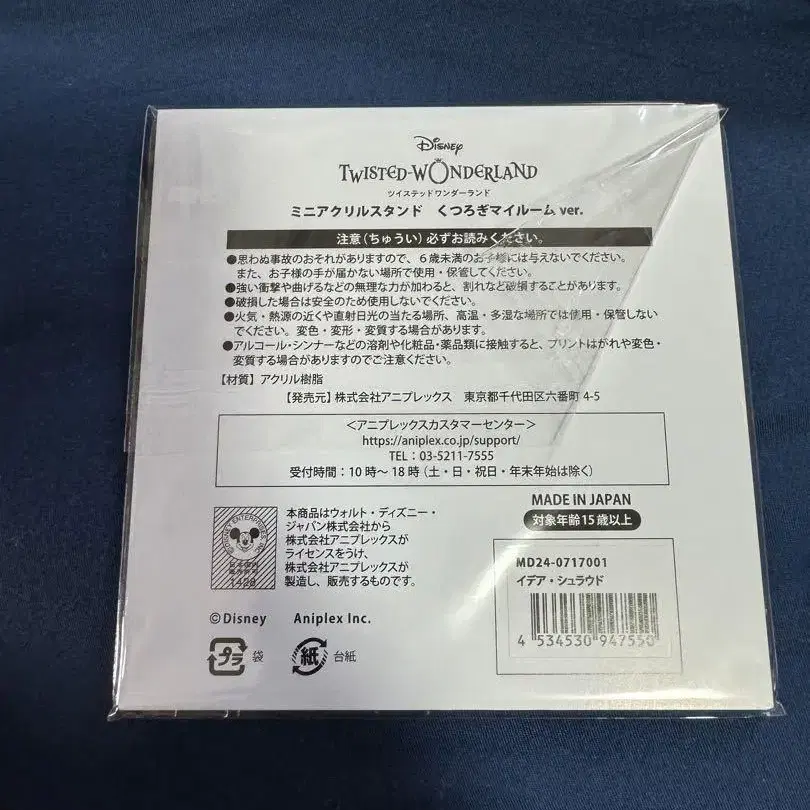 Disney
TWISTED-WONDERLAND
ツイステッドワンダーランド
ミニアクリルスタンド くつろぎマイルーム ver.
注意（ちゅうい）必ずお読みください。
●思わぬ事故のおそれがありますので、６歳未満のお子様には与えないでください。
また、お子様の手が届かない場所で使用・保管してください。
●強い衝撃や曲げるなどの無理な力が加わると、割れなど破損することがあります。
●破損した場合は安全のため使用しないでください。
●火気・熱源の近くや直射日光の当たる場所、高温・多湿な場所では使用・保管しない
でください。変色・変形・変質する場合があります。
●アルコール・シンナーなどの溶剤や化粧品・薬品類に接触すると、プリントはがれや変色・
変質する場合がありますのでご注意ください。
【材質】アクリル樹脂
【発売元】株式会社アニプレックス 東京都千代田区六番町 4-5
＜アニプレックスカスタマーセンター＞
https://aniplex.co.jp/support/
TEL：03-5211-7555
受付時間：10 時～ 18 時（土・日・祝日・年末年始は除く）
MADE IN JAPAN
対象年齢15歳以上
本商品はウォルト・ディズニー・
ジャパン株式会社から
株式会社アニプレックスが
ライセンスをうけ、
株式会社アニプレックスが
製造し、販売するものです。
1428
MD24-0717001
イデア・シュラウド
4 534530 947550
©Disney Aniplex Inc.
プラ 袋
紙 台紙